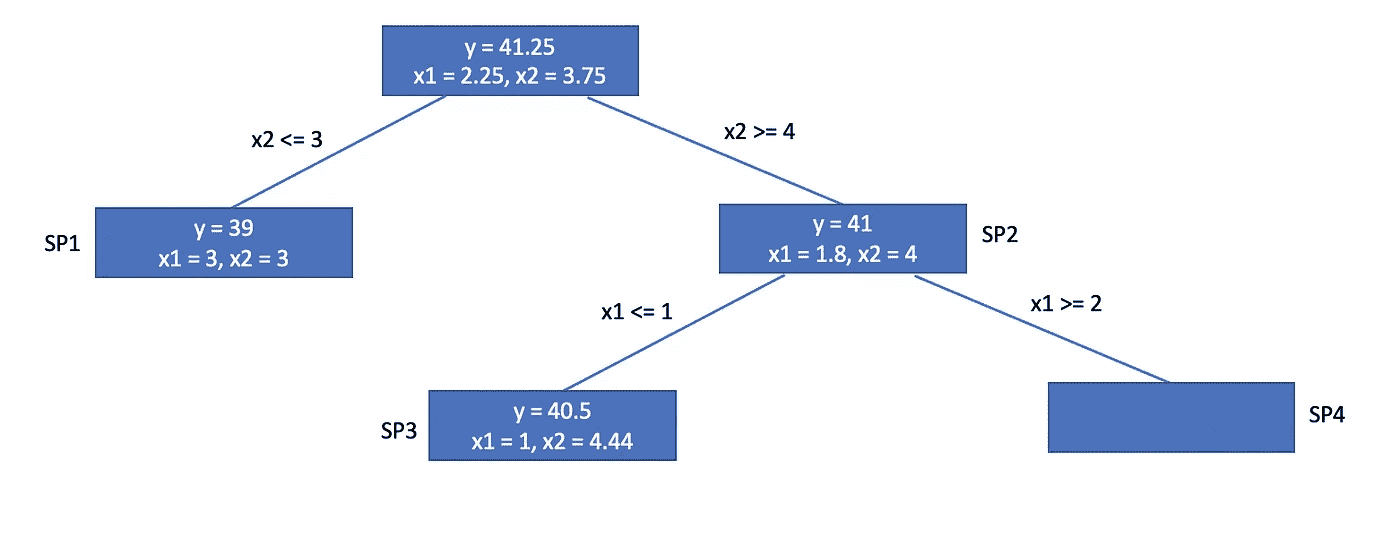 y = 41.25
x1 = 2.25, x2 = 3.75
x2 <= 3
x2 >= 4
SP1
y = 39
x1 = 3, x2 = 3
y = 41
x1 = 1.8, x2 = 4
SP2
x1 <= 1
x1 >= 2
SP3
y = 40.5
x1 = 1, x2 = 4.44
SP4